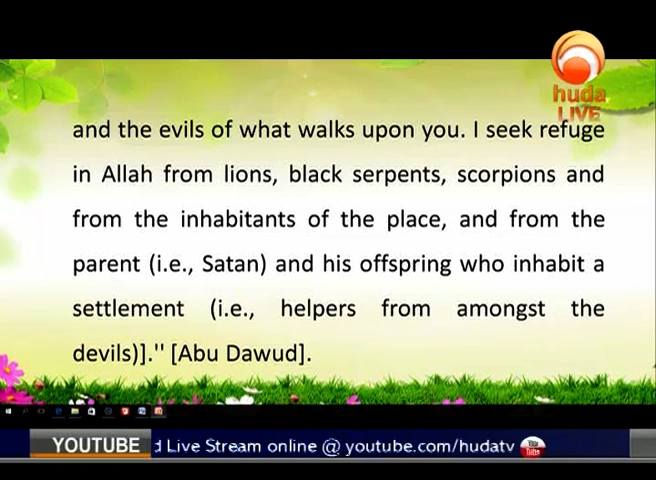 huda
LIVE
and the evils of what walks upon you. I seek refuge
in Allah from lions, black serpents, scorpions and
from the inhabitants of the place, and from the
parent (i.e., Satan) and his offspring who inhabit a
settlement (i.e., helpers from amongst the
devils)]." [Abu Dawud].
YOUTUBE
d Live Stream online @ youtube.com/hudatv